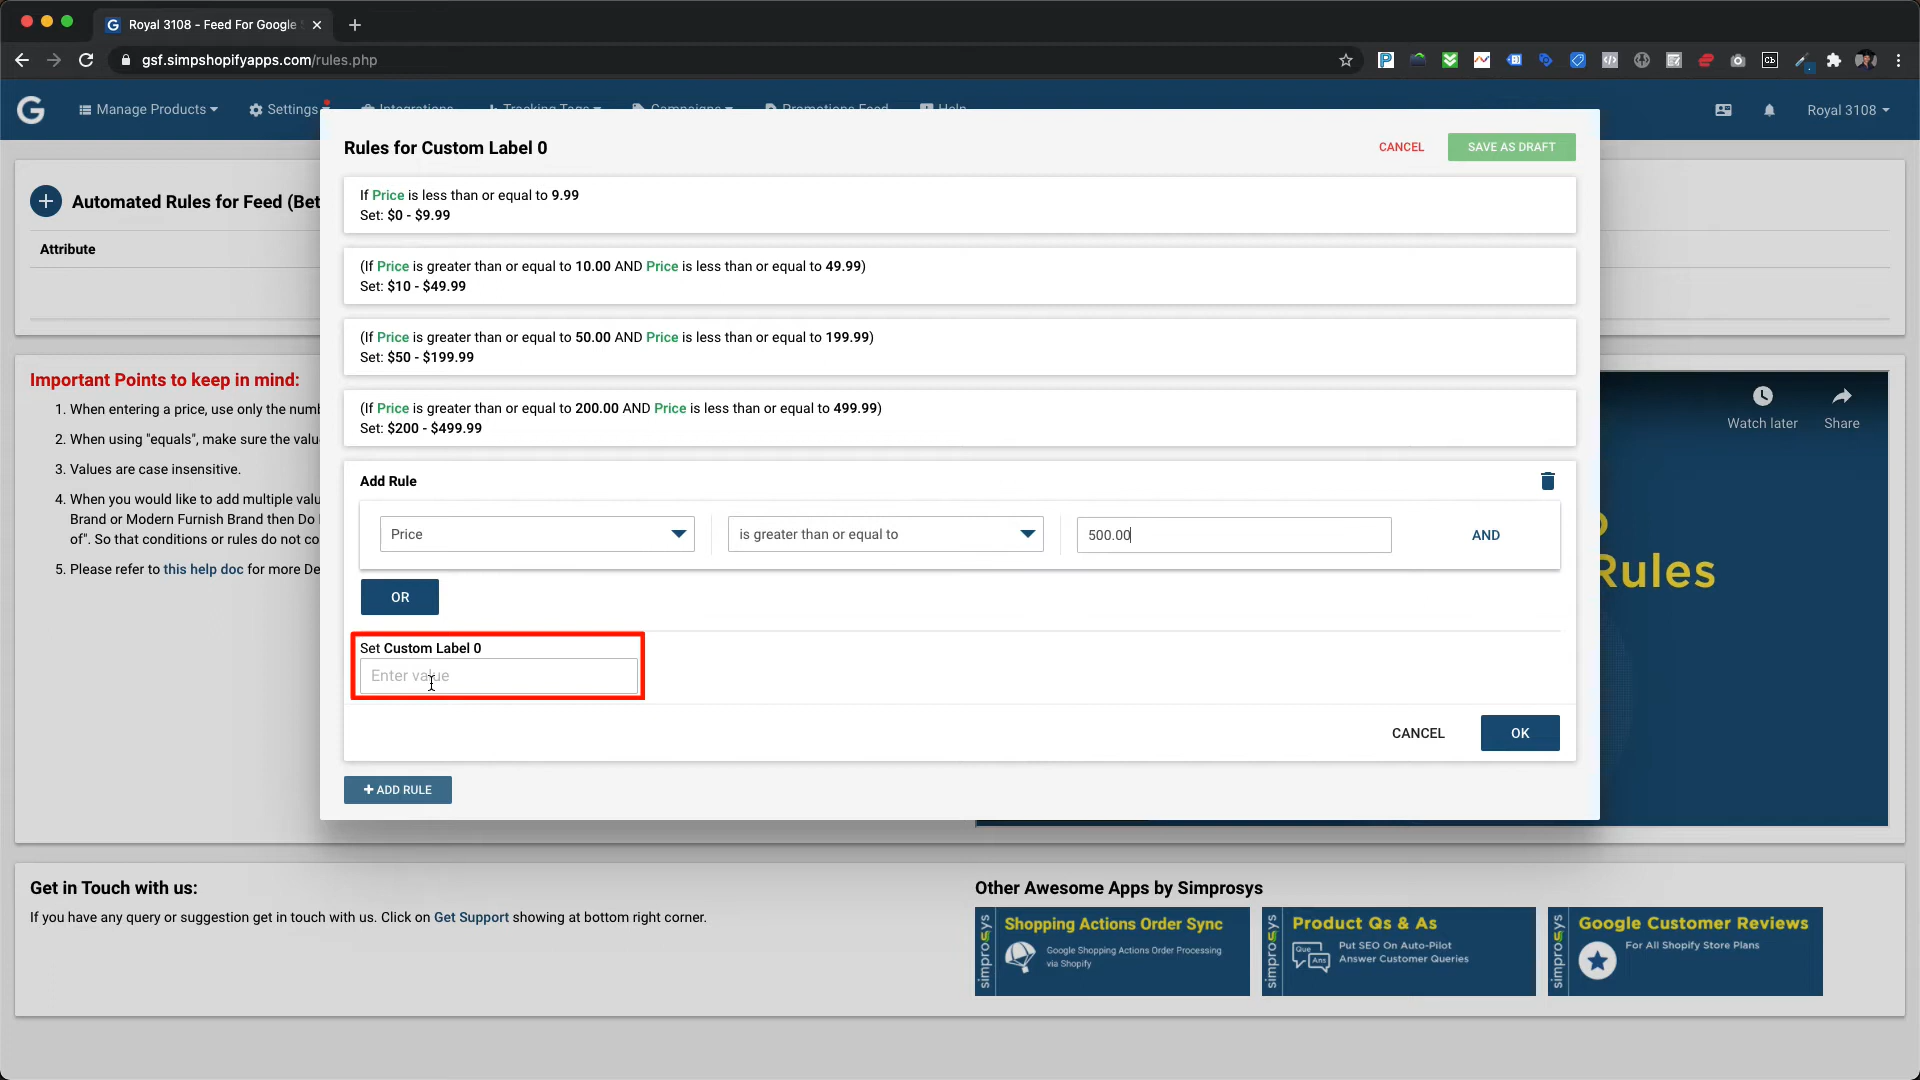 Royal 3108 - Feed For Google
gsf.simpshopifyapps.com/rules.php
Manage Products
Settings
Integrations
Tracking Tags
Campaigns
Promotions Feed
Help
Royal 3108
Rules for Custom Label 0
CANCEL
SAVE AS DRAFT
If Price is less than or equal to 9.99
Set: $0 - $9.99
Automated Rules for Feed (Bet
Attribute
(If Price is greater than or equal to 10.00 AND Price is less than or equal to 49.99)
Set: $10 - $49.99
(If Price is greater than or equal to 50.00 AND Price is less than or equal to 199.99)
Set: $50 - $199.99
(If Price is greater than or equal to 200.00 AND Price is less than or equal to 499.99)
Set: $200 - $499.99
Important Points to keep in mind:
1. When entering a price, use only the numb
2. When using "equals", make sure the valu
3. Values are case insensitive.
4. When you would like to add multiple valu
Brand or Modern Furnish Brand then Do
of". So that conditions or rules do not co
5. Please refer to this help doc for more De
Watch later
Share
Rules
Add Rule
Price
is greater than or equal to
500.00
AND
OR
Set Custom Label 0
Enter value
CANCEL
OK
+ ADD RULE
Get in Touch with us:
If you have any query or suggestion get in touch with us. Click on Get Support showing at bottom right corner.
Other Awesome Apps by Simprosys
simprosys
Shopping Actions Order Sync
Google Shopping Actions Order Processing
via Shopify
simprosys
Product Qs & As
Que
Ans
Put SEO On Auto-Pilot
Answer Customer Queries
simprosys
Google Customer Reviews
For All Shopify Store Plans